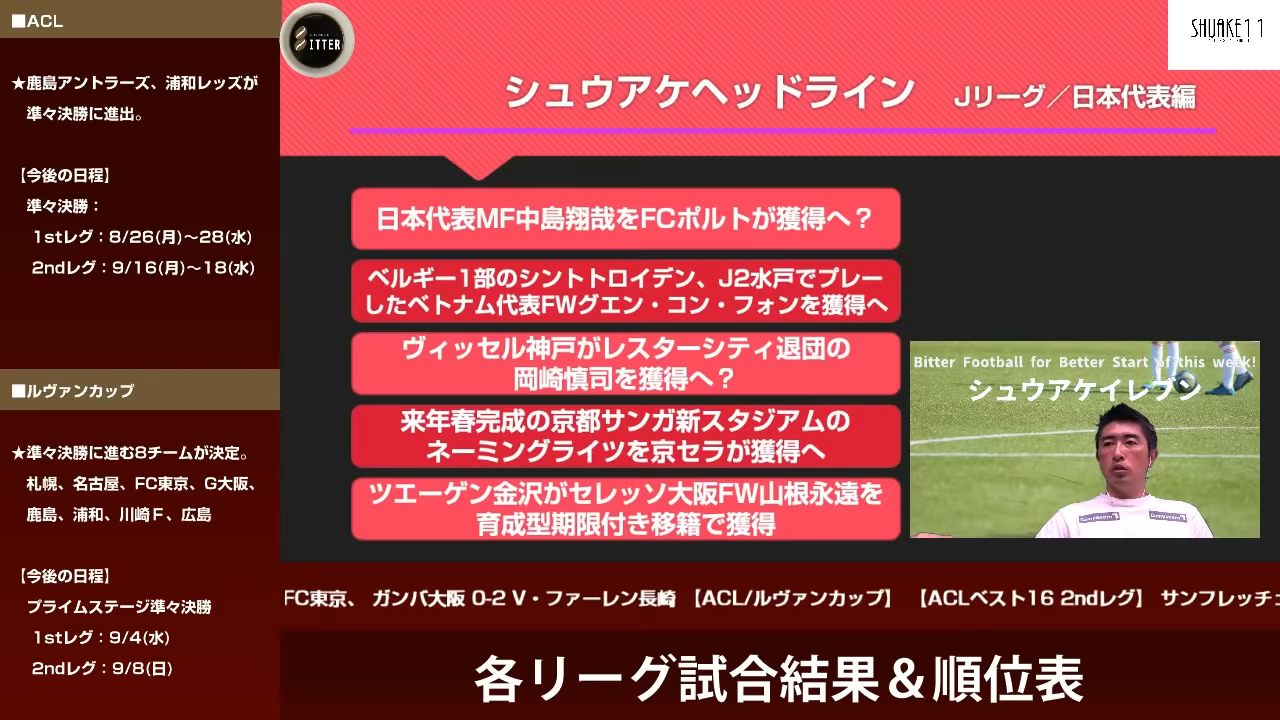 ■ACL
★鹿島アントラーズ、浦和レッズが
準々決勝に進出。
【今後の日程】
準々決勝：
1stレグ：8/26(月)～28(水)
2ndレグ：9/16(月)～18(水)
■ルヴァンカップ
★準々決勝に進む8チームが決定。
札幌、名古屋、FC東京、G大阪、
鹿島、浦和、川崎Ｆ、広島
【今後の日程】
プライムステージ準々決勝
1stレグ：9/4(水)
2ndレグ：9/8(日)
ITTER
SHUAKE11
シュウアケヘッドライン Jリーグ／日本代表編
日本代表MF中島翔哉をFCポルトが獲得へ？
ベルギー1部のシントトロイデン、J2水戸でプレー
したベトナム代表FWグエン・コン・フォンを獲得へ
ヴィッセル神戸がレスターシティ退団の
岡崎慎司を獲得へ？
来年春完成の京都サンガ新スタジアムの
ネーミングライツを京セラが獲得へ
ツエーゲン金沢がセレッソ大阪FW山根永遠を
育成型期限付き移籍で獲得
Bitter Football for Better Start of this week!
シュウアケイレブン
FC東京、 ガンバ大阪 0-2 V・ファーレン長崎 【ACL/ルヴァンカップ】 【ACLベスト16 2ndレグ】 サンフレッチェ
各リーグ試合結果＆順位表